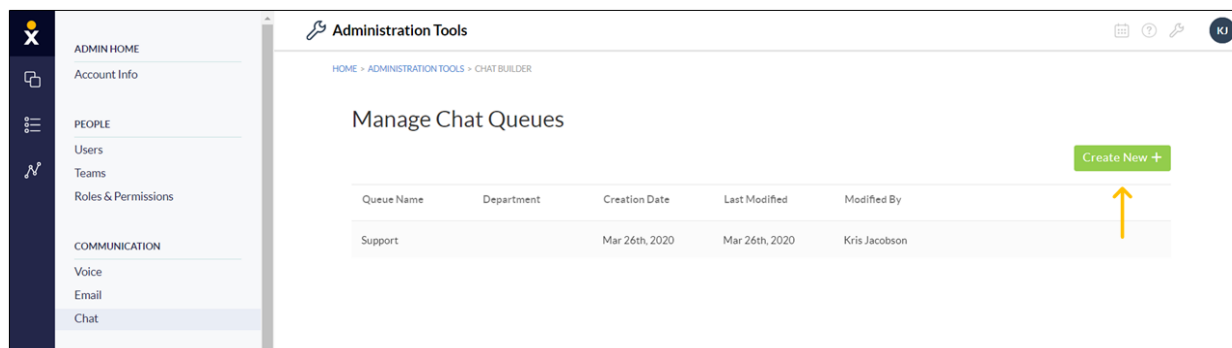 Administration Tools
KJ
ADMIN HOME
Account Info
PEOPLE
Users
Teams
Roles & Permissions
COMMUNICATION
Voice
Email
Chat
HOME > ADMINISTRATION TOOLS > CHAT BUILDER
Manage Chat Queues
Create New +
Queue Name Department Creation Date Last Modified Modified By
Support Mar 26th, 2020 Mar 26th, 2020 Kris Jacobson